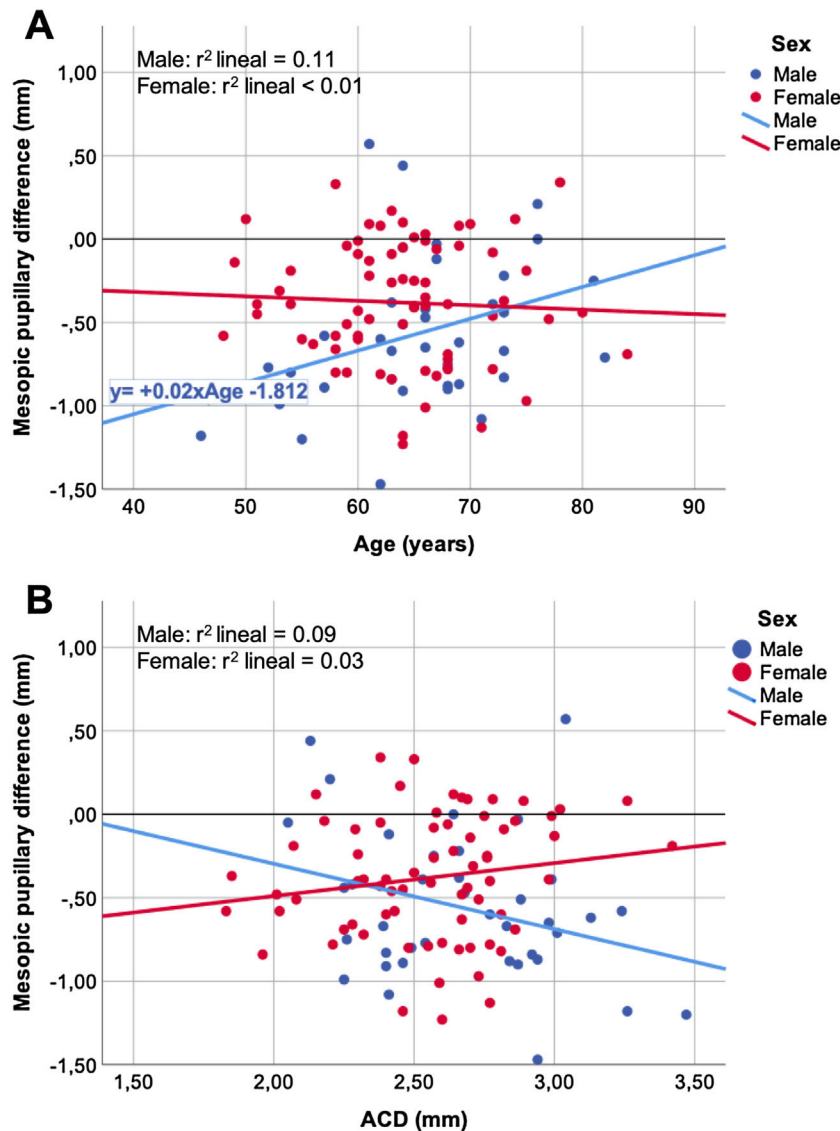 A
Male: r² lineal = 0.11
Female: r² lineal < 0.01
Sex
Male
Female
Male
Female
Mesopic pupillary difference (mm)
1,00
,50
,00
-,50
-1,00
-1,50
y= +0.02xAge -1.812
40 50 60 70 80 90
Age (years)
B
Male: r² lineal = 0.09
Female: r² lineal = 0.03
Sex
Male
Female
Male
Female
Mesopic pupillary difference (mm)
1,00
,50
,00
-,50
-1,00
-1,50
1,50 2,00 2,50 3,00 3,50
ACD (mm)